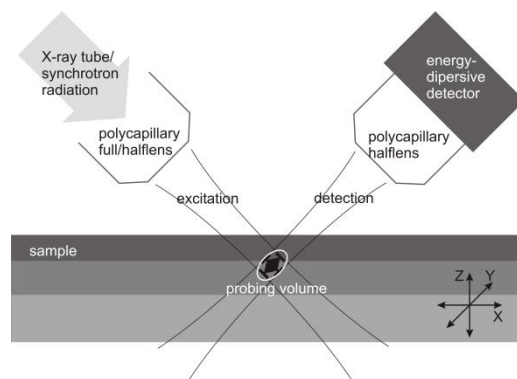 X-ray tube/
synchrotron
radiation
energy-
dipersive
detector
polycapillary
full/halflens
polycapillary
halflens
excitation
detection
sample
probing volume
Z
Y
X